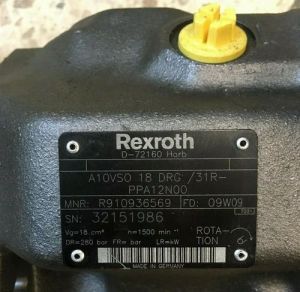 Rexroth
D-72160 Horb
A10VSO 18 DRG /31R-
PPA12N00
MNR: R910936569 FD: 09W09
SN: 32151986
Vg=18.cm³ n=1500 min⁻¹ ROTA-
DR=280 bar FR= bar LR=kW TION
MADE IN GERMANY